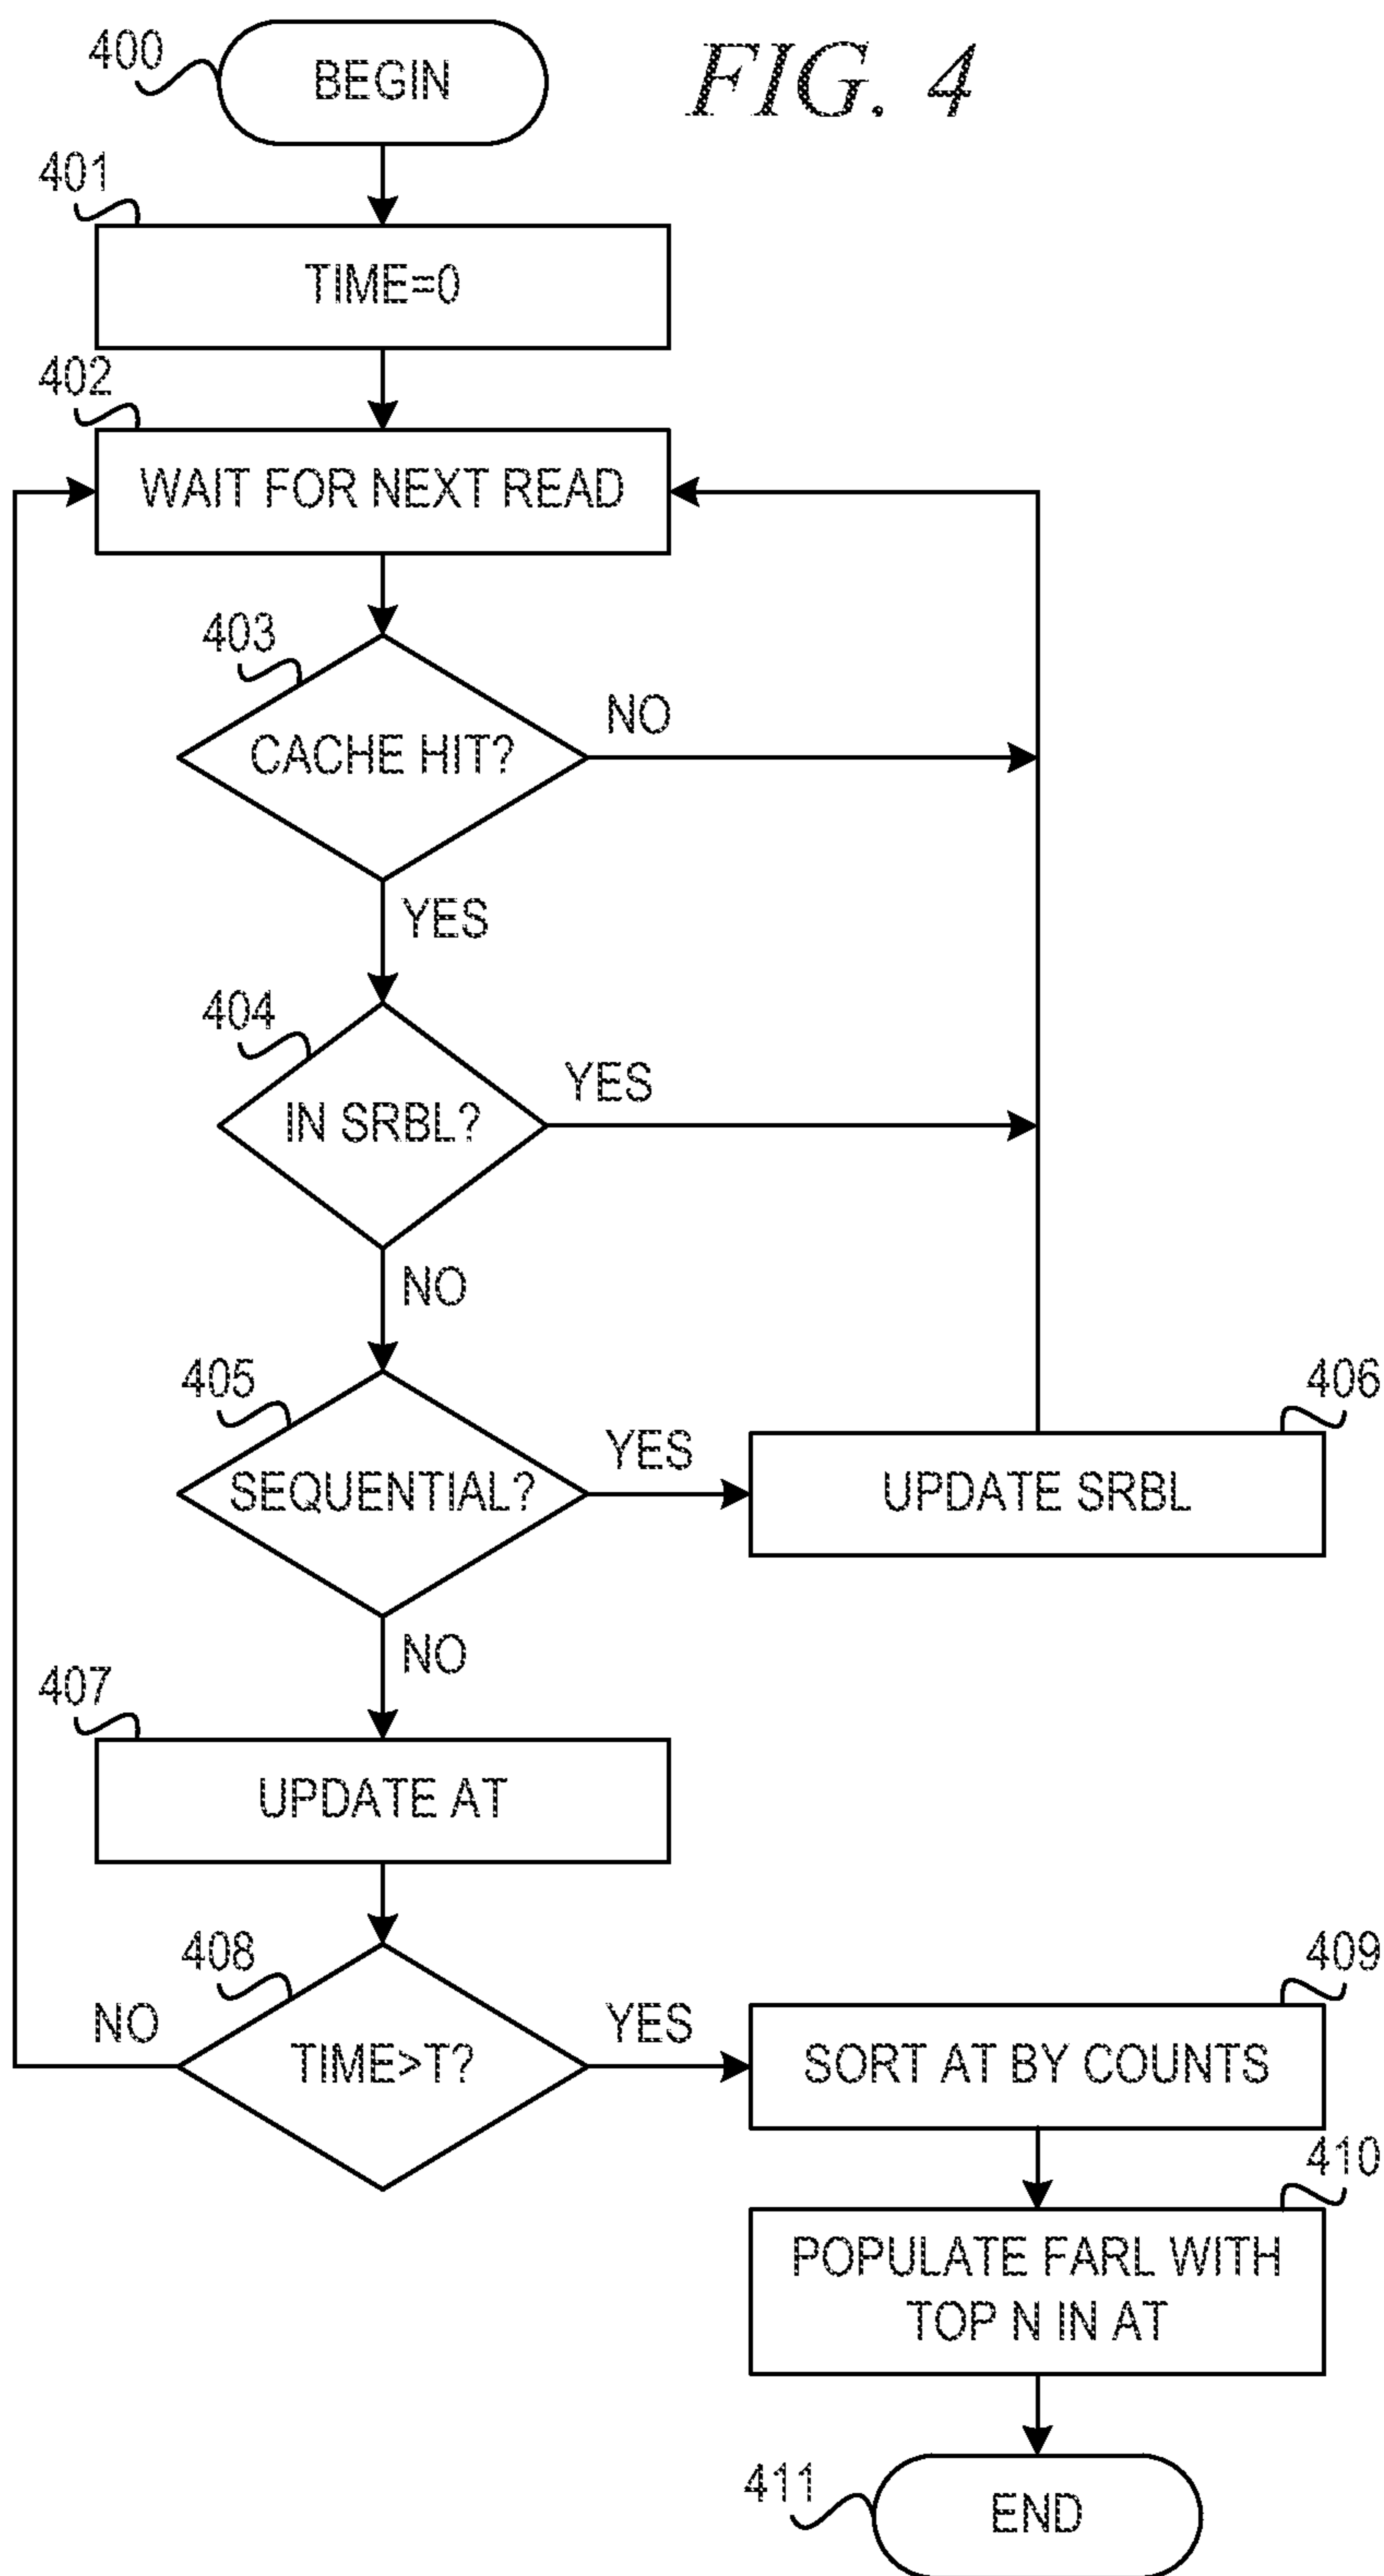 FIG. 4
400
BEGIN
401
TIME=0
402
WAIT FOR NEXT READ
403
CACHE HIT?
NO
YES
404
IN SRBL?
YES
NO
405
SEQUENTIAL?
YES
406
UPDATE SRBL
NO
407
UPDATE AT
408
TIME>T?
NO
YES
409
SORT AT BY COUNTS
410
POPULATE FARL WITH
TOP N IN AT
411
END